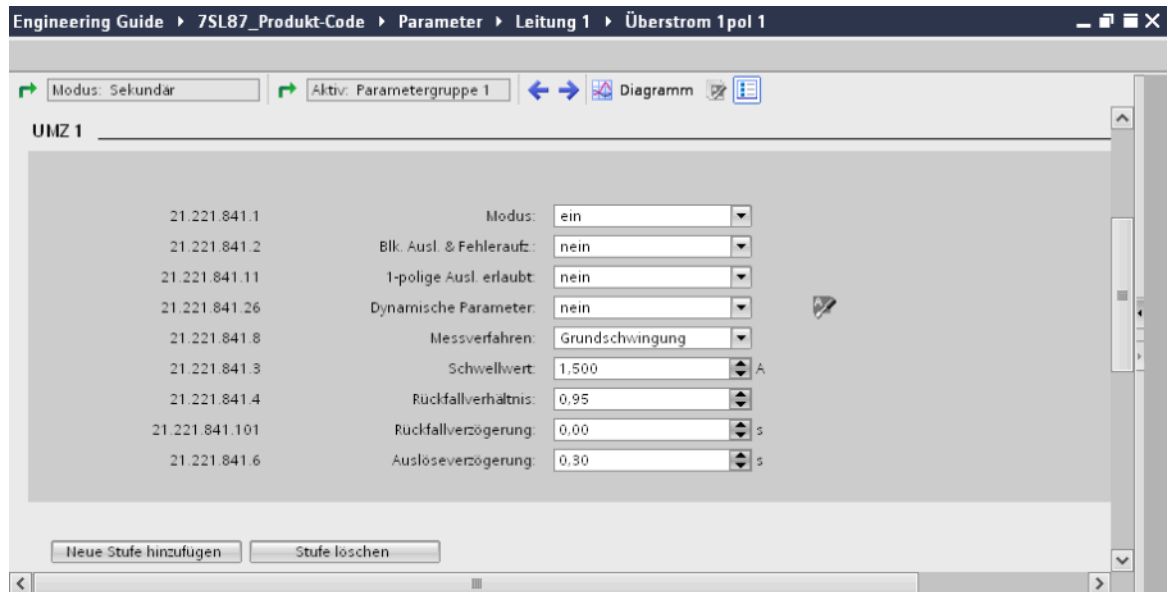 Engineering Guide ▸ 7SL87_Produkt-Code ▸ Parameter ▸ Leitung 1 ▸ Überstrom 1pol 1
Modus: Sekundär Aktiv: Parametergruppe 1 Diagramm
UMZ 1
21.221.841.1 Modus: ein
21.221.841.2 Blk. Ausl. & Fehleraufz.: nein
21.221.841.11 1-polige Ausl. erlaubt: nein
21.221.841.26 Dynamische Parameter: nein
21.221.841.8 Messverfahren: Grundschwingung
21.221.841.3 Schwellwert: 1,500 A
21.221.841.4 Rückfallverhältnis: 0,95
21.221.841.101 Rückfallverzögerung: 0,00 s
21.221.841.6 Auslöseverzögerung: 0,30 s
Neue Stufe hinzufügen Stufe löschen